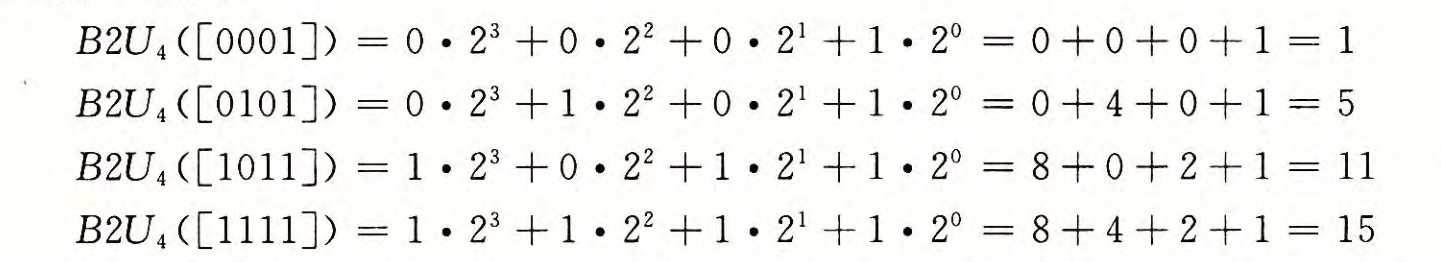 B2U₄([0001]) = 0 • 2³ + 0 • 2² + 0 • 2¹ + 1 • 2⁰ = 0 + 0 + 0 + 1 = 1
B2U₄([0101]) = 0 • 2³ + 1 • 2² + 0 • 2¹ + 1 • 2⁰ = 0 + 4 + 0 + 1 = 5
B2U₄([1011]) = 1 • 2³ + 0 • 2² + 1 • 2¹ + 1 • 2⁰ = 8 + 0 + 2 + 1 = 11
B2U₄([1111]) = 1 • 2³ + 1 • 2² + 1 • 2¹ + 1 • 2⁰ = 8 + 4 + 2 + 1 = 15